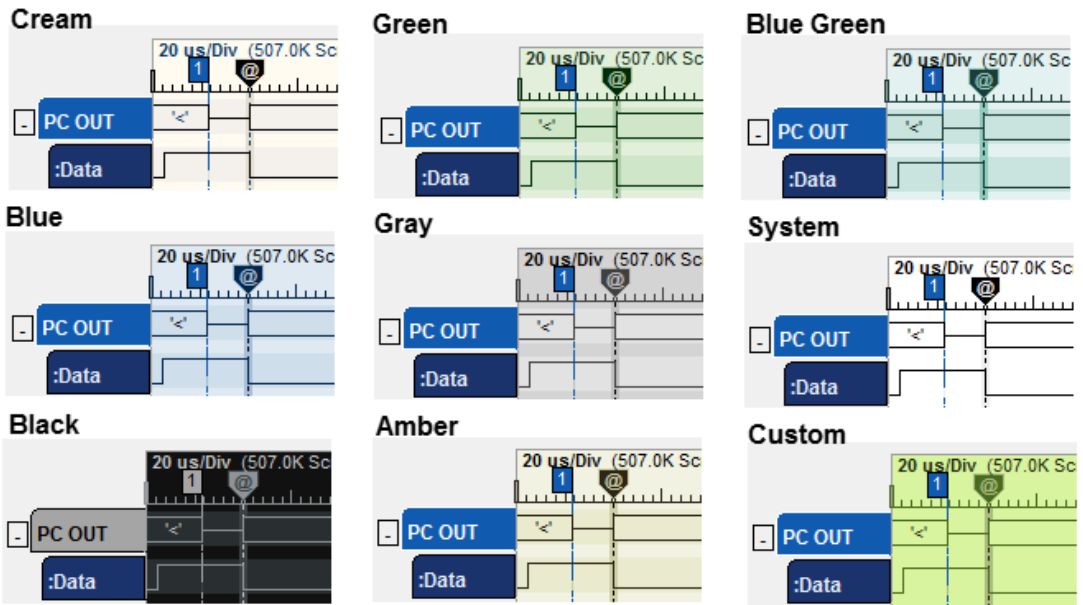 Cream
20 us/Div (507.0K Sc
1
@
-
PC OUT
'<'
:Data
Green
20 us/Div (507.0K Sc
1
@
-
PC OUT
'<'
:Data
Blue Green
20 us/Div (507.0K Sc
1
@
-
PC OUT
'<'
:Data
Blue
20 us/Div (507.0K Sc
1
@
-
PC OUT
'<'
:Data
Gray
20 us/Div (507.0K Sc
1
@
-
PC OUT
'<'
:Data
System
20 us/Div (507.0K Sc
1
@
-
PC OUT
'<'
:Data
Black
20 us/Div (507.0K Sc
1
@
-
PC OUT
'<'
:Data
Amber
20 us/Div (507.0K Sc
1
@
-
PC OUT
'<'
:Data
Custom
20 us/Div (507.0K Sc
1
@
-
PC OUT
'<'
:Data